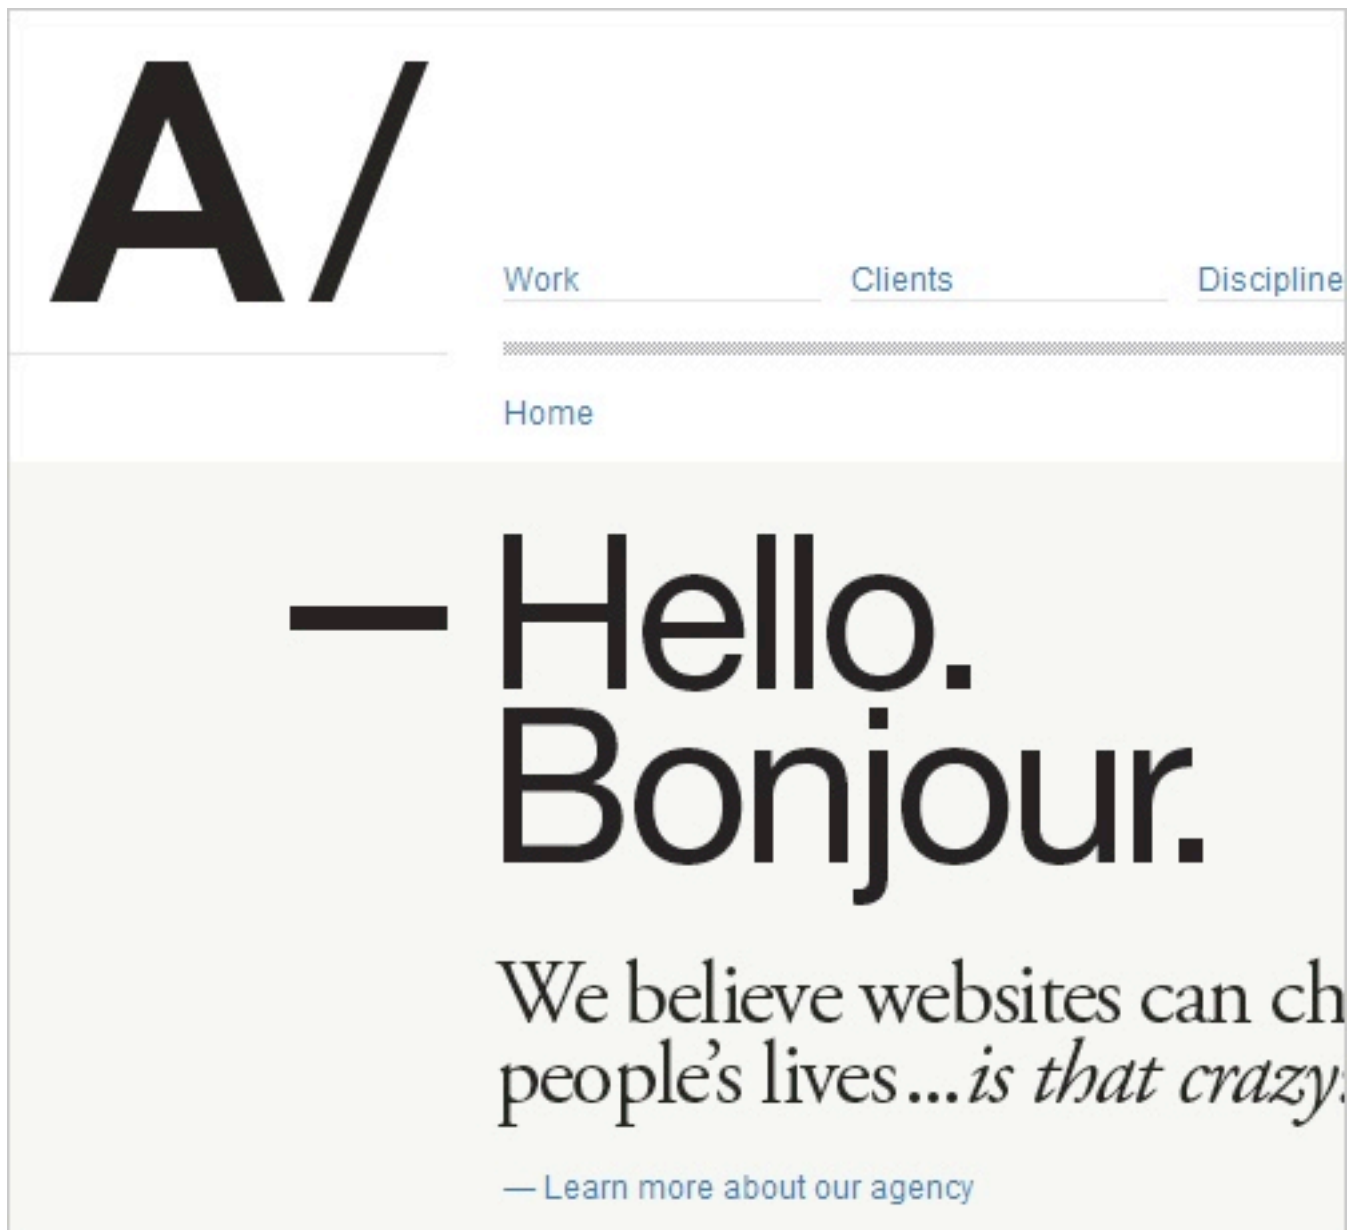 A/
Work Clients Discipline
Home
— Hello.
Bonjour.
We believe websites can ch
people’s lives...is that crazy
— Learn more about our agency